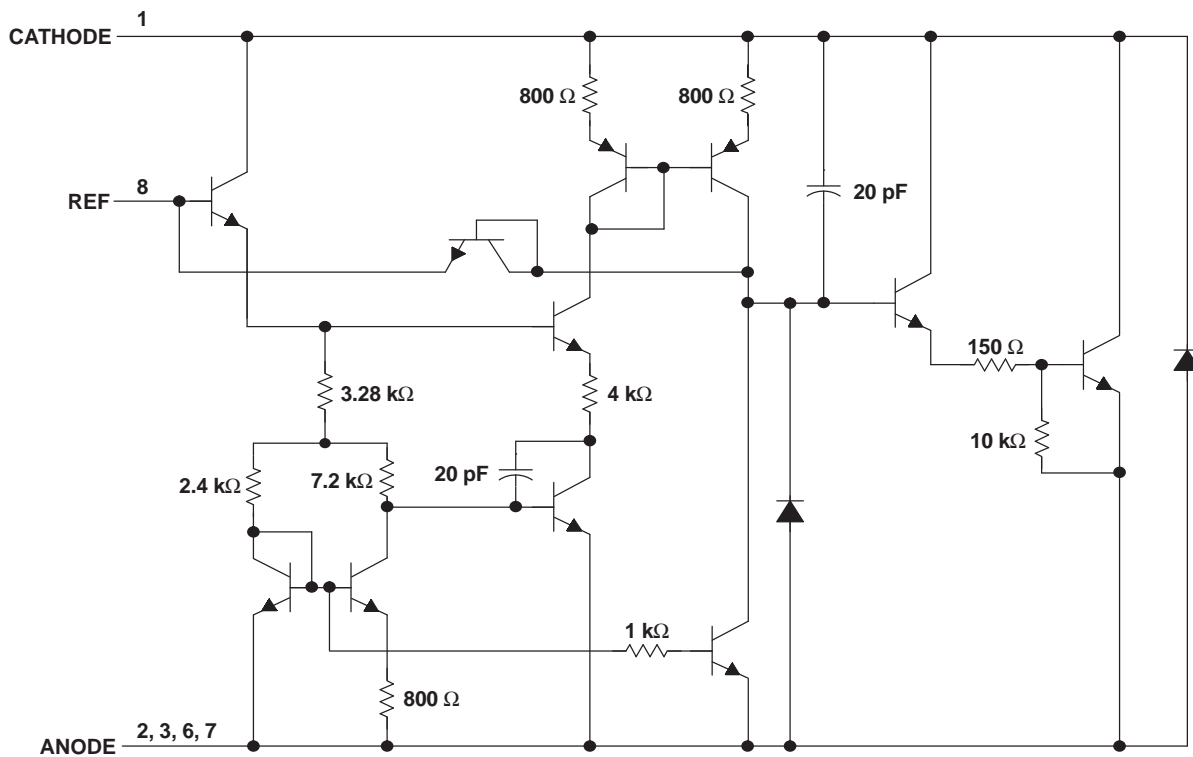 1
CATHODE
800 Ω
800 Ω
8
REF
20 pF
150 Ω
3.28 kΩ
4 kΩ
10 kΩ
2.4 kΩ
7.2 kΩ
20 pF
1 kΩ
800 Ω
2, 3, 6, 7
ANODE